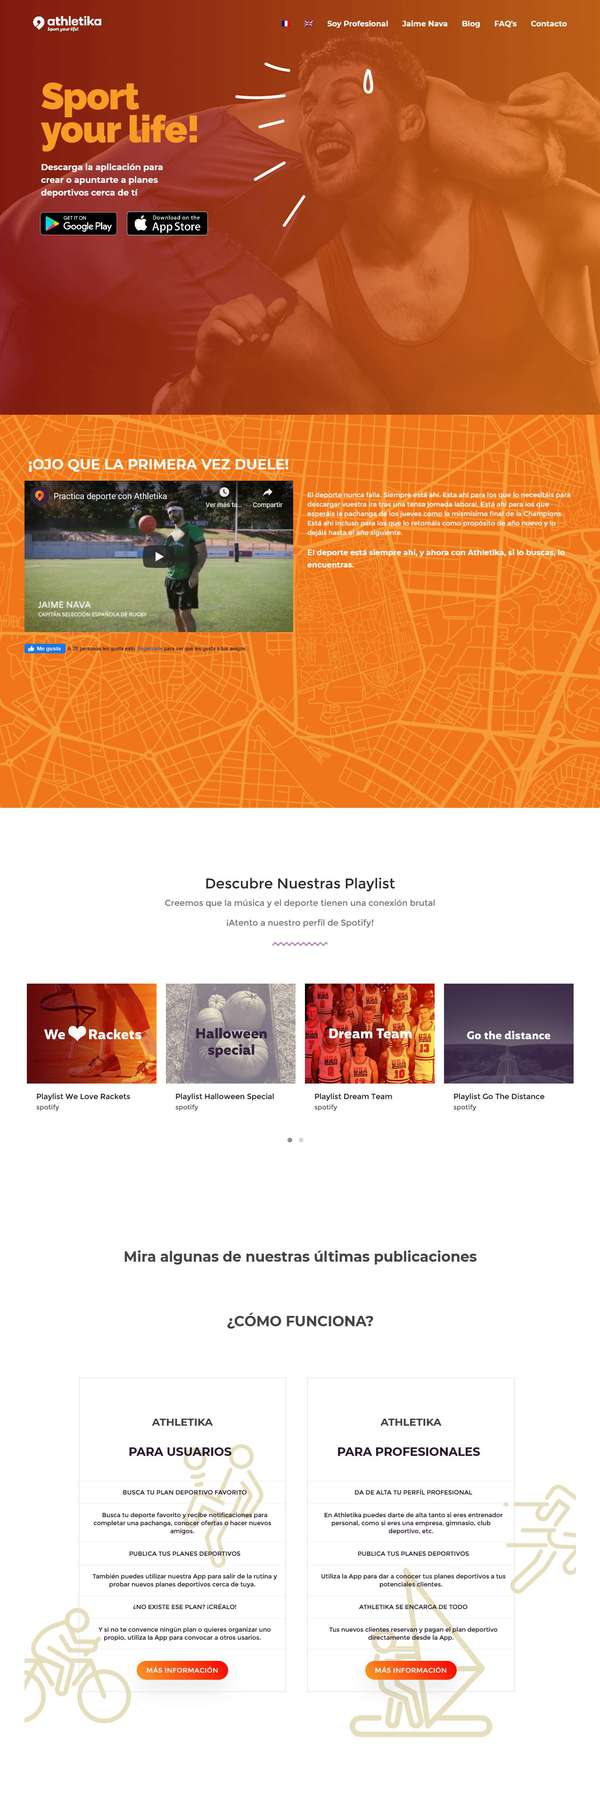 athletika
Sport your life!
Soy Profesional
Jaime Nava
Blog
FAQ's
Contacto
Sport
your life!
Descarga la aplicación para
crear o apuntarte a planes
deportivos cerca de tí
GET IT ON
Google Play
Download on the
App Store
¡OJO QUE LA PRIMERA VEZ DUELE!
Practica deporte con Athletika
Ver más ta...
Compartir
JAIME NAVA
CAPITÁN SELECCIÓN ESPAÑOLA DE RUGBY
Me gusta
A 28 personas les gusta esto. Regístrate para ver qué les gusta a tus amigos.
El deporte nunca falla. Siempre está ahí. Está ahí para los que lo necesitáis para
descargar vuestra ira tras una tensa jornada laboral. Está ahí para los que
esperáis la pachanga de los jueves como la mismísima final de la Champions.
Está ahí incluso para los que lo retomáis como propósito de año nuevo y lo
dejáis hasta el año siguiente.
El deporte está siempre ahí, y ahora con Athletika, si lo buscas, lo
encuentras.
Descubre Nuestras Playlist
Creemos que la música y el deporte tienen una conexión brutal
¡Atento a nuestro perfil de Spotify!
We Rackets
Playlist We Love Rackets
spotify
Halloween
special
Playlist Halloween Special
spotify
Dream Team
Playlist Dream Team
spotify
Go the distance
Playlist Go The Distance
spotify
Mira algunas de nuestras últimas publicaciones
¿CÓMO FUNCIONA?
ATHLETIKA
PARA USUARIOS
BUSCA TU PLAN DEPORTIVO FAVORITO
Busca tu deporte favorito y recibe notificaciones para
completar una pachanga, conocer ofertas o hacer nuevos
amigos.
PUBLICA TUS PLANES DEPORTIVOS
También puedes utilizar nuestra App para salir de la rutina y
probar nuevos planes deportivos cerca de tuya.
¿NO EXISTE ESE PLAN? ¡CRÉALO!
Y si no te convence ningún plan o quieres organizar uno
propio, utiliza la App para convocar a otros usarios.
MÁS INFORMACIÓN
ATHLETIKA
PARA PROFESIONALES
DA DE ALTA TU PERFÍL PROFESIONAL
En Athletika puedes darte de alta tanto si eres entrenador
personal, como si eres una empresa, gimnasio, club
deportivo, etc.
PUBLICA TUS PLANES DEPORTIVOS
Utiliza la App para dar a conocer tus planes deportivos a tus
potenciales clientes.
ATHLETIKA SE ENCARGA DE TODO
Tus nuevos clientes reservan y pagan el plan deportivo
directamente desde la App.
MÁS INFORMACIÓN